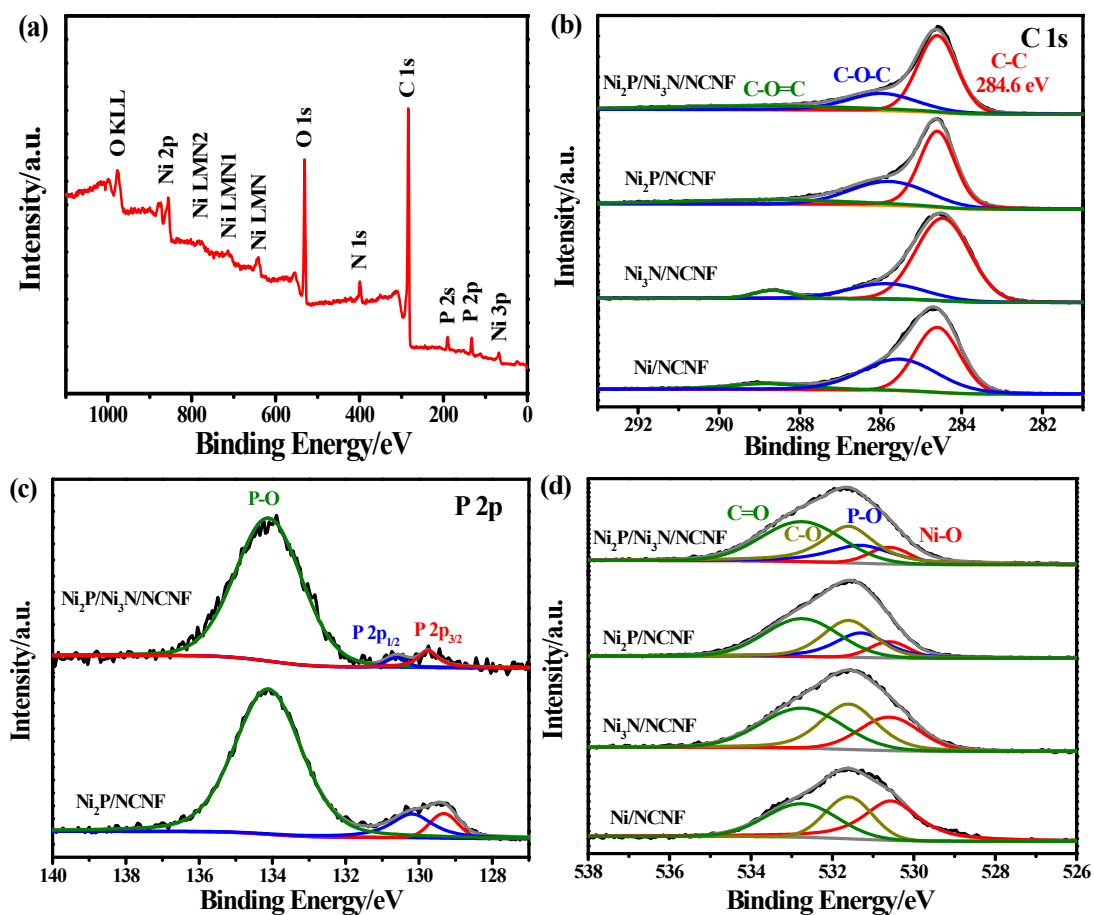 (a)
Intensity/a.u.
O KLL
Ni 2p
Ni LMN2
Ni LMN1
Ni LMN
O 1s
N 1s
C 1s
P 2s
P 2p
Ni 3p
1000 800 600 400 200 0
Binding Energy/eV
(b)
C 1s
Intensity/a.u.
Ni₂P/Ni₃N/NCNF
C-O=C
C-O-C
C-C
284.6 eV
Ni₂P/NCNF
Ni₃N/NCNF
Ni/NCNF
292 290 288 286 284 282
Binding Energy/eV
(c)
P 2p
Intensity/a.u.
P-O
Ni₂P/Ni₃N/NCNF
P 2p₁/₂
P 2p₃/₂
Ni₂P/NCNF
140 138 136 134 132 130 128
Binding Energy/eV
(d)
Intensity/a.u.
Ni₂P/Ni₃N/NCNF
C=O
C-O
P-O
Ni-O
Ni₂P/NCNF
Ni₃N/NCNF
Ni/NCNF
538 536 534 532 530 528 526
Binding Energy/eV